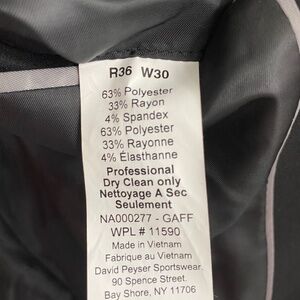 R36 W30
63% Polyester
33% Rayon
4% Spandex
63% Polyester
33% Rayonne
4% Élasthanne
Professional
Dry Clean only
Nettoyage A Sec
Seulement
NA000277 - GAFF
WPL # 11590
Made in Vietnam
Fabrique au Vietnam
David Peyser Sportswear.
90 Spence Street.
Bay Shore, NY 11706